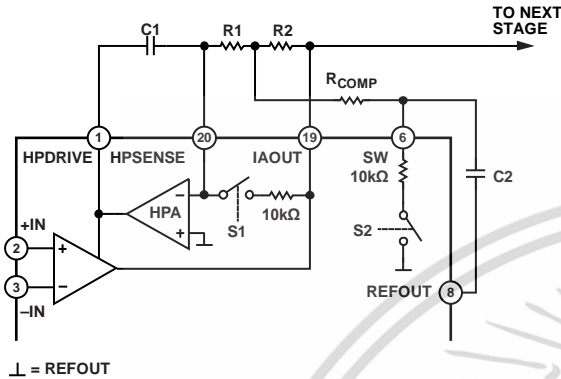 TO NEXT
STAGE
C1
R1
R2
RCOMP
1
20
19
6
HPDRIVE
HPSENSE
IAOUT
SW
10kΩ
C2
HPA
−
+
10kΩ
S1
S2
+IN
2
+
3
−
−IN
REFOUT
8
⊥ = REFOUT